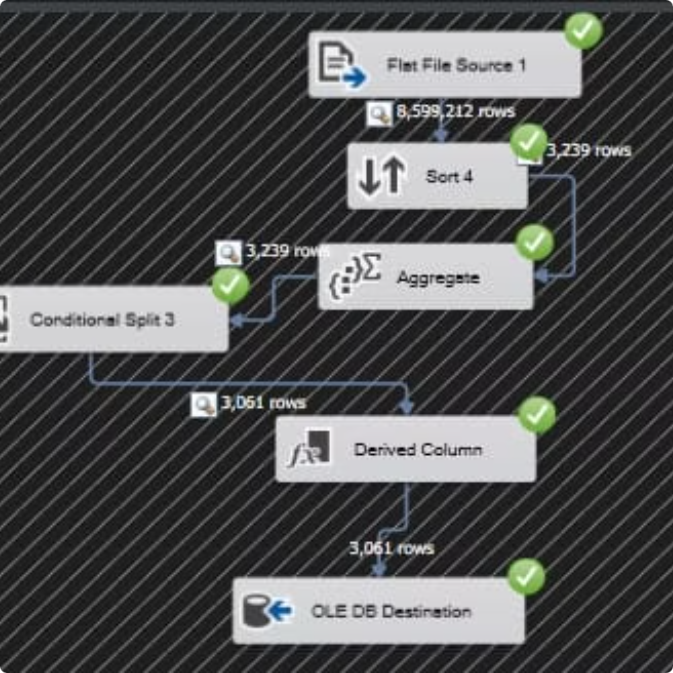 Flat File Source 1
8,599,212 rows
3,239 rows
Sort 4
3,239 rows
Aggregate
Conditional Split 3
3,061 rows
Derived Column
3,061 rows
OLE DB Destination